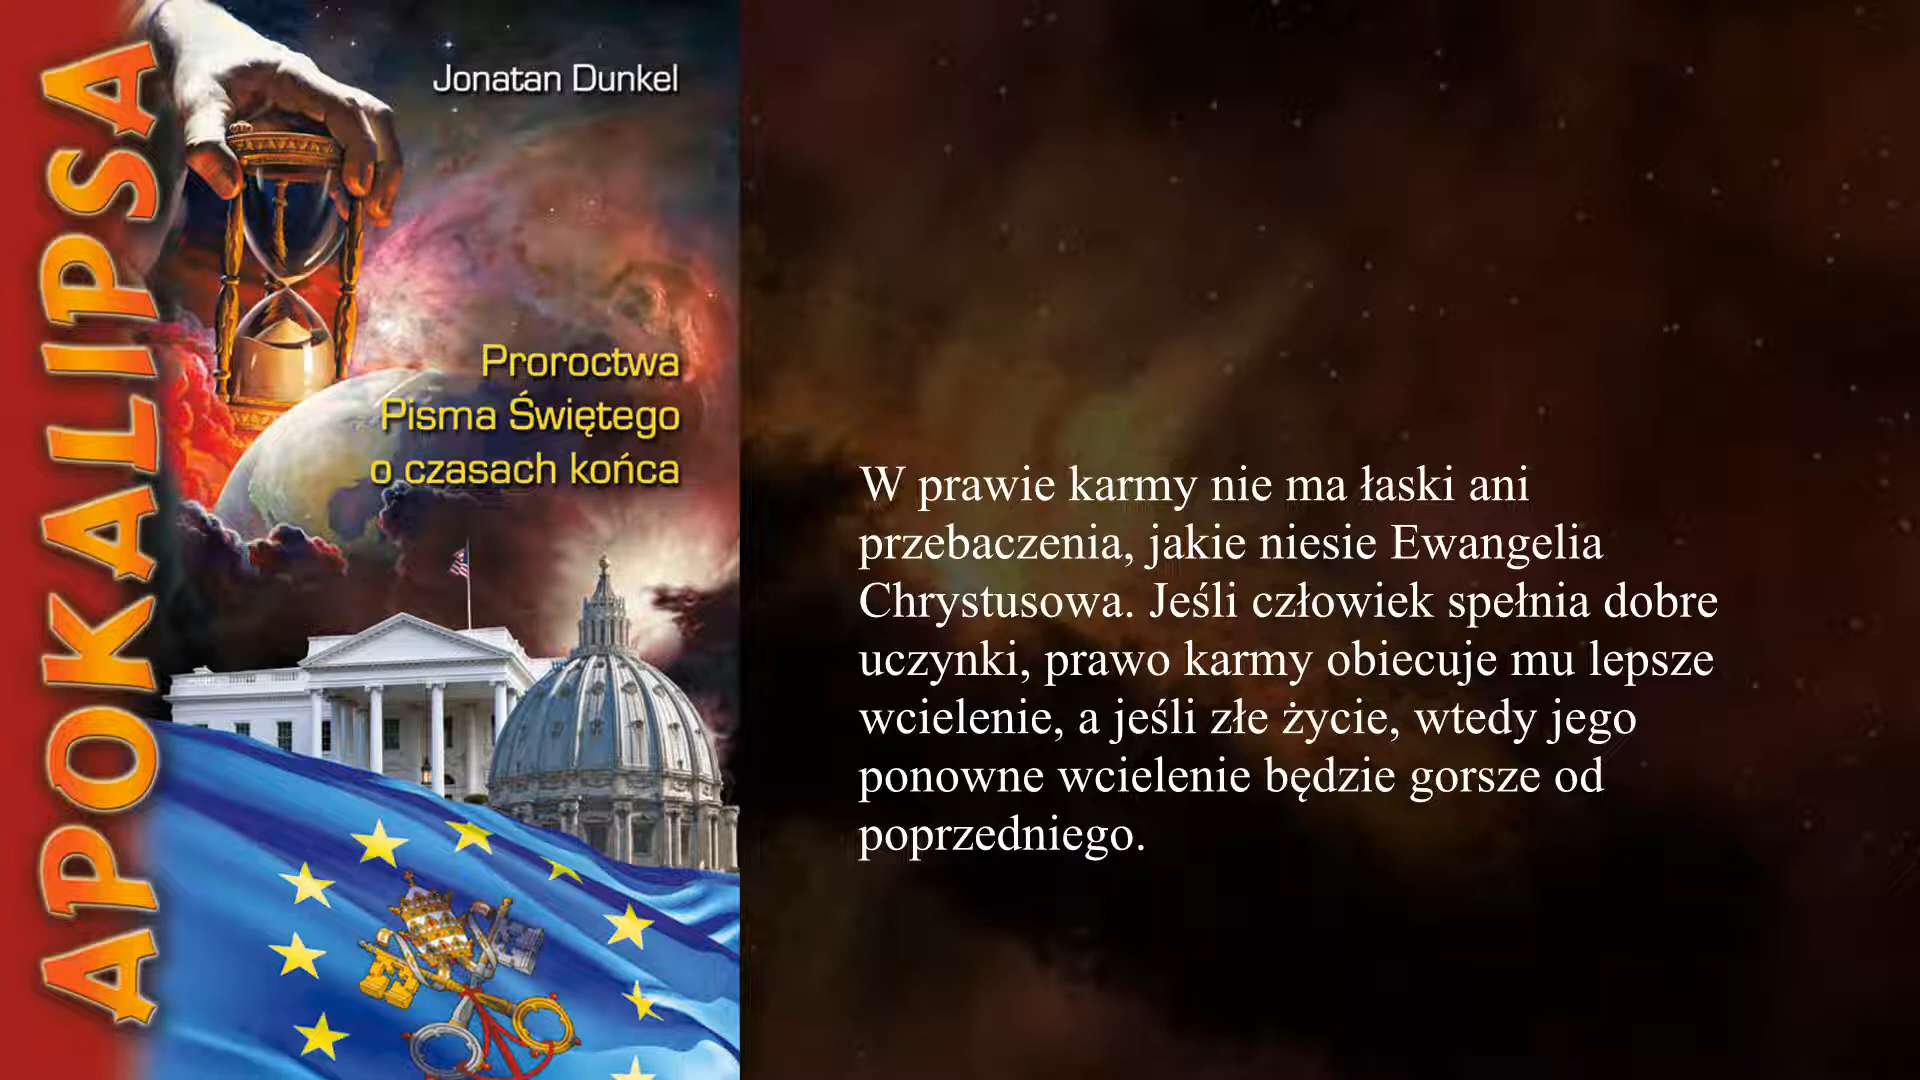 APOKALIPSA
Jonatan Dunkel
Proroctwa
Pisma Świętego
o czasach końca
W prawie karmy nie ma łaski ani
przebaczenia, jakie niesie Ewangelia
Chrystusowa. Jeśli człowiek spełnia dobre
uczynki, prawo karmy obiecuje mu lepsze
wcielenie, a jeśli złe życie, wtedy jego
ponowne wcielenie będzie gorsze od
poprzedniego.